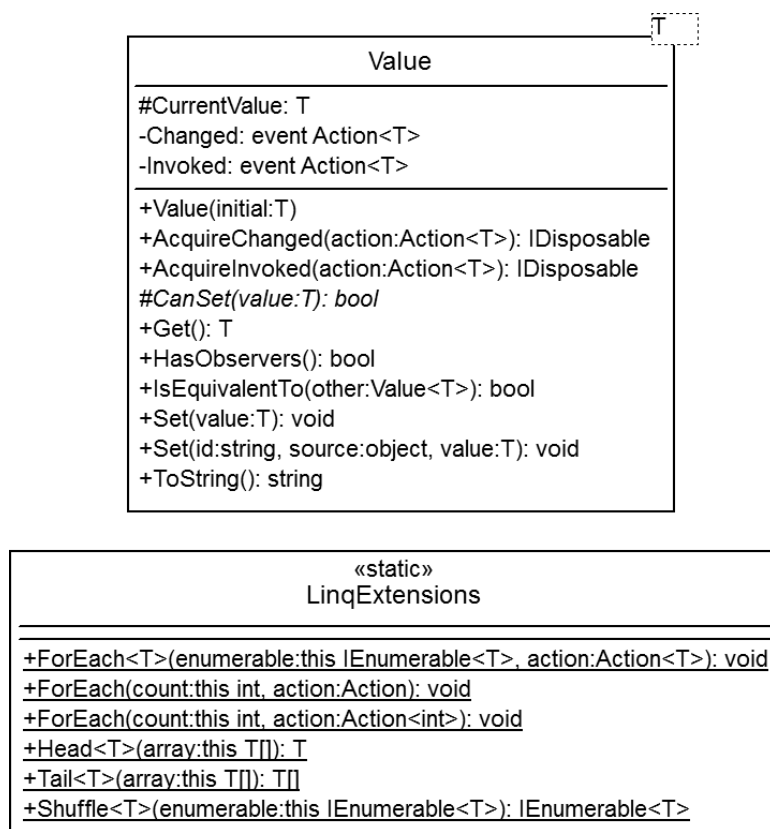 T
Value
#CurrentValue: T
-Changed: event Action<T>
-Invoked: event Action<T>
+Value(initial:T)
+AcquireChanged(action:Action<T>): IDisposable
+AcquireInvoked(action:Action<T>): IDisposable
#CanSet(value:T): bool
+Get(): T
+HasObservers(): bool
+IsEquivalentTo(other:Value<T>): bool
+Set(value:T): void
+Set(id:string, source:object, value:T): void
+ToString(): string
«static»
LinqExtensions
+ForEach<T>(enumerable:this IEnumerable<T>, action:Action<T>): void
+ForEach(count:this int, action:Action): void
+ForEach(count:this int, action:Action<int>): void
+Head<T>(array:this T[]): T
+Tail<T>(array:this T[]): T[]
+Shuffle<T>(enumerable:this IEnumerable<T>): IEnumerable<T>